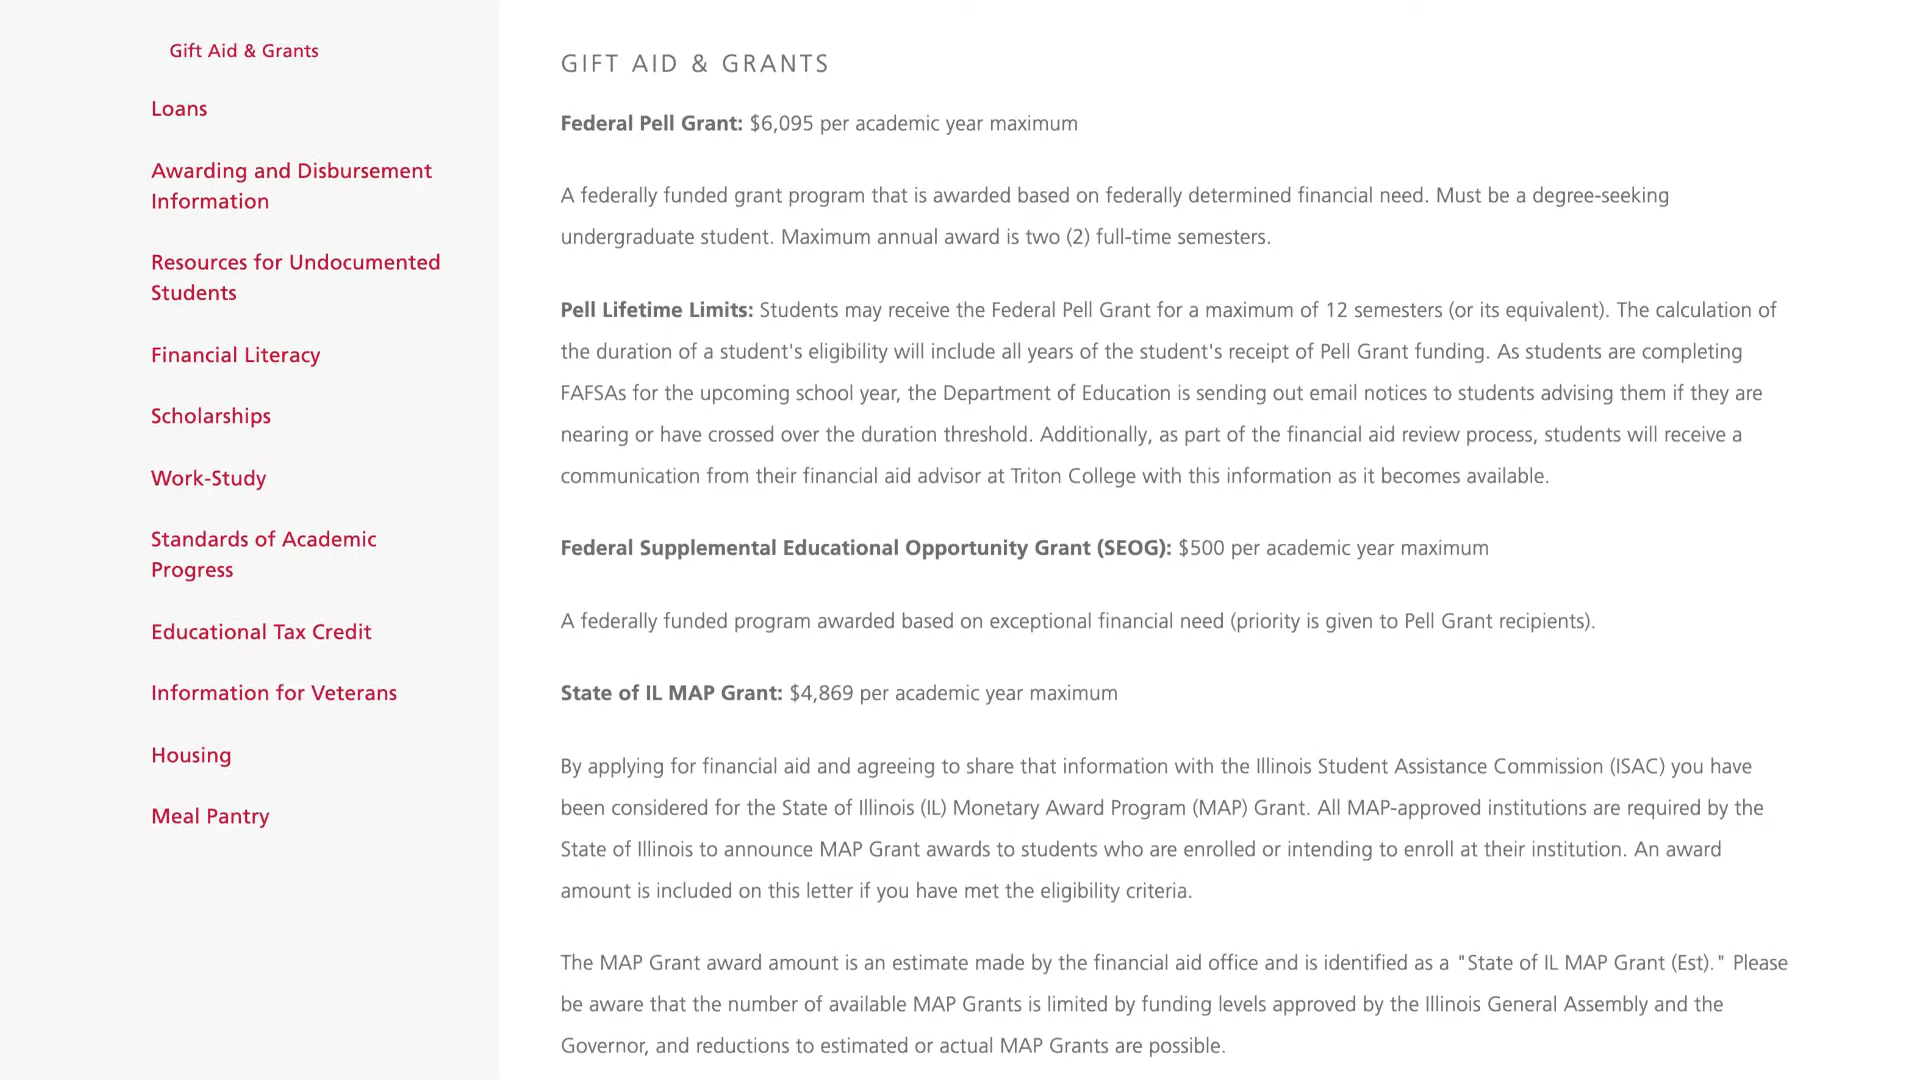 Gift Aid & Grants
Loans
Awarding and Disbursement
Information
Resources for Undocumented
Students
Financial Literacy
Scholarships
Work-Study
Standards of Academic
Progress
Educational Tax Credit
Information for Veterans
Housing
Meal Pantry
GIFT AID & GRANTS
Federal Pell Grant: $6,095 per academic year maximum
A federally funded grant program that is awarded based on federally determined financial need. Must be a degree-seeking
undergraduate student. Maximum annual award is two (2) full-time semesters.
Pell Lifetime Limits: Students may receive the Federal Pell Grant for a maximum of 12 semesters (or its equivalent). The calculation of
the duration of a student's eligibility will include all years of the student's receipt of Pell Grant funding. As students are completing
FAFSAs for the upcoming school year, the Department of Education is sending out email notices to students advising them if they are
nearing or have crossed over the duration threshold. Additionally, as part of the financial aid review process, students will receive a
communication from their financial aid advisor at Triton College with this information as it becomes available.
Federal Supplemental Educational Opportunity Grant (SEOG): $500 per academic year maximum
A federally funded program awarded based on exceptional financial need (priority is given to Pell Grant recipients).
State of IL MAP Grant: $4,869 per academic year maximum
By applying for financial aid and agreeing to share that information with the Illinois Student Assistance Commission (ISAC) you have
been considered for the State of Illinois (IL) Monetary Award Program (MAP) Grant. All MAP-approved institutions are required by the
State of Illinois to announce MAP Grant awards to students who are enrolled or intending to enroll at their institution. An award
amount is included on this letter if you have met the eligibility criteria.
The MAP Grant award amount is an estimate made by the financial aid office and is identified as a "State of IL MAP Grant (Est)." Please
be aware that the number of available MAP Grants is limited by funding levels approved by the Illinois General Assembly and the
Governor, and reductions to estimated or actual MAP Grants are possible.